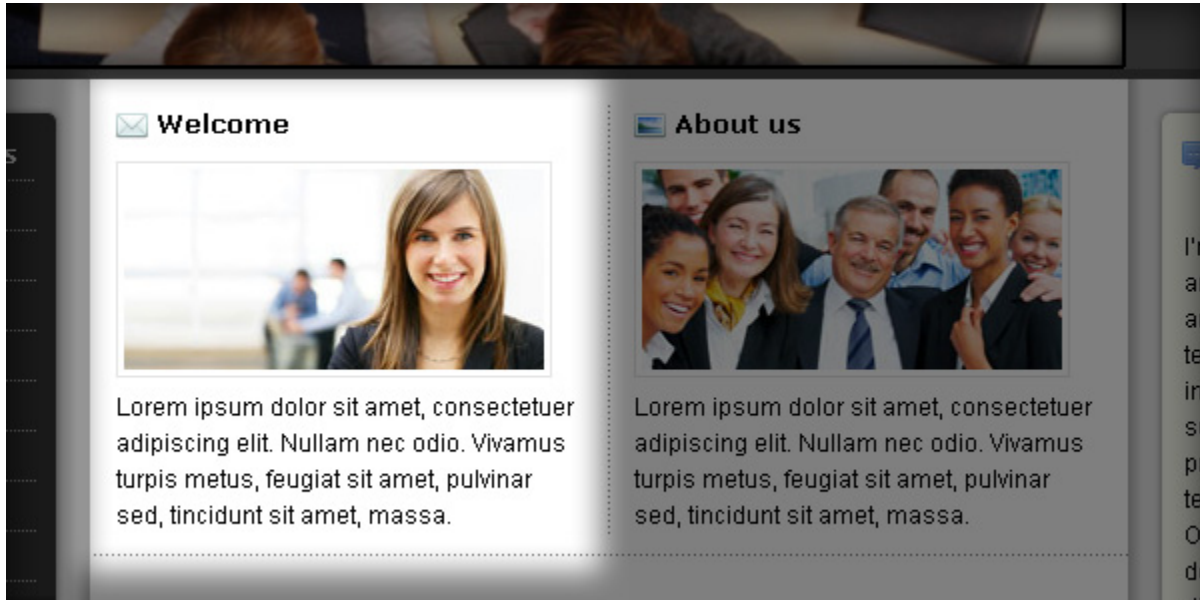 Welcome
Lorem ipsum dolor sit amet, consectetuer
adipiscing elit. Nullam nec odio. Vivamus
turpis metus, feugiat sit amet, pulvinar
sed, tincidunt sit amet, massa.
About us
Lorem ipsum dolor sit amet, consectetuer
adipiscing elit. Nullam nec odio. Vivamus
turpis metus, feugiat sit amet, pulvinar
sed, tincidunt sit amet, massa.